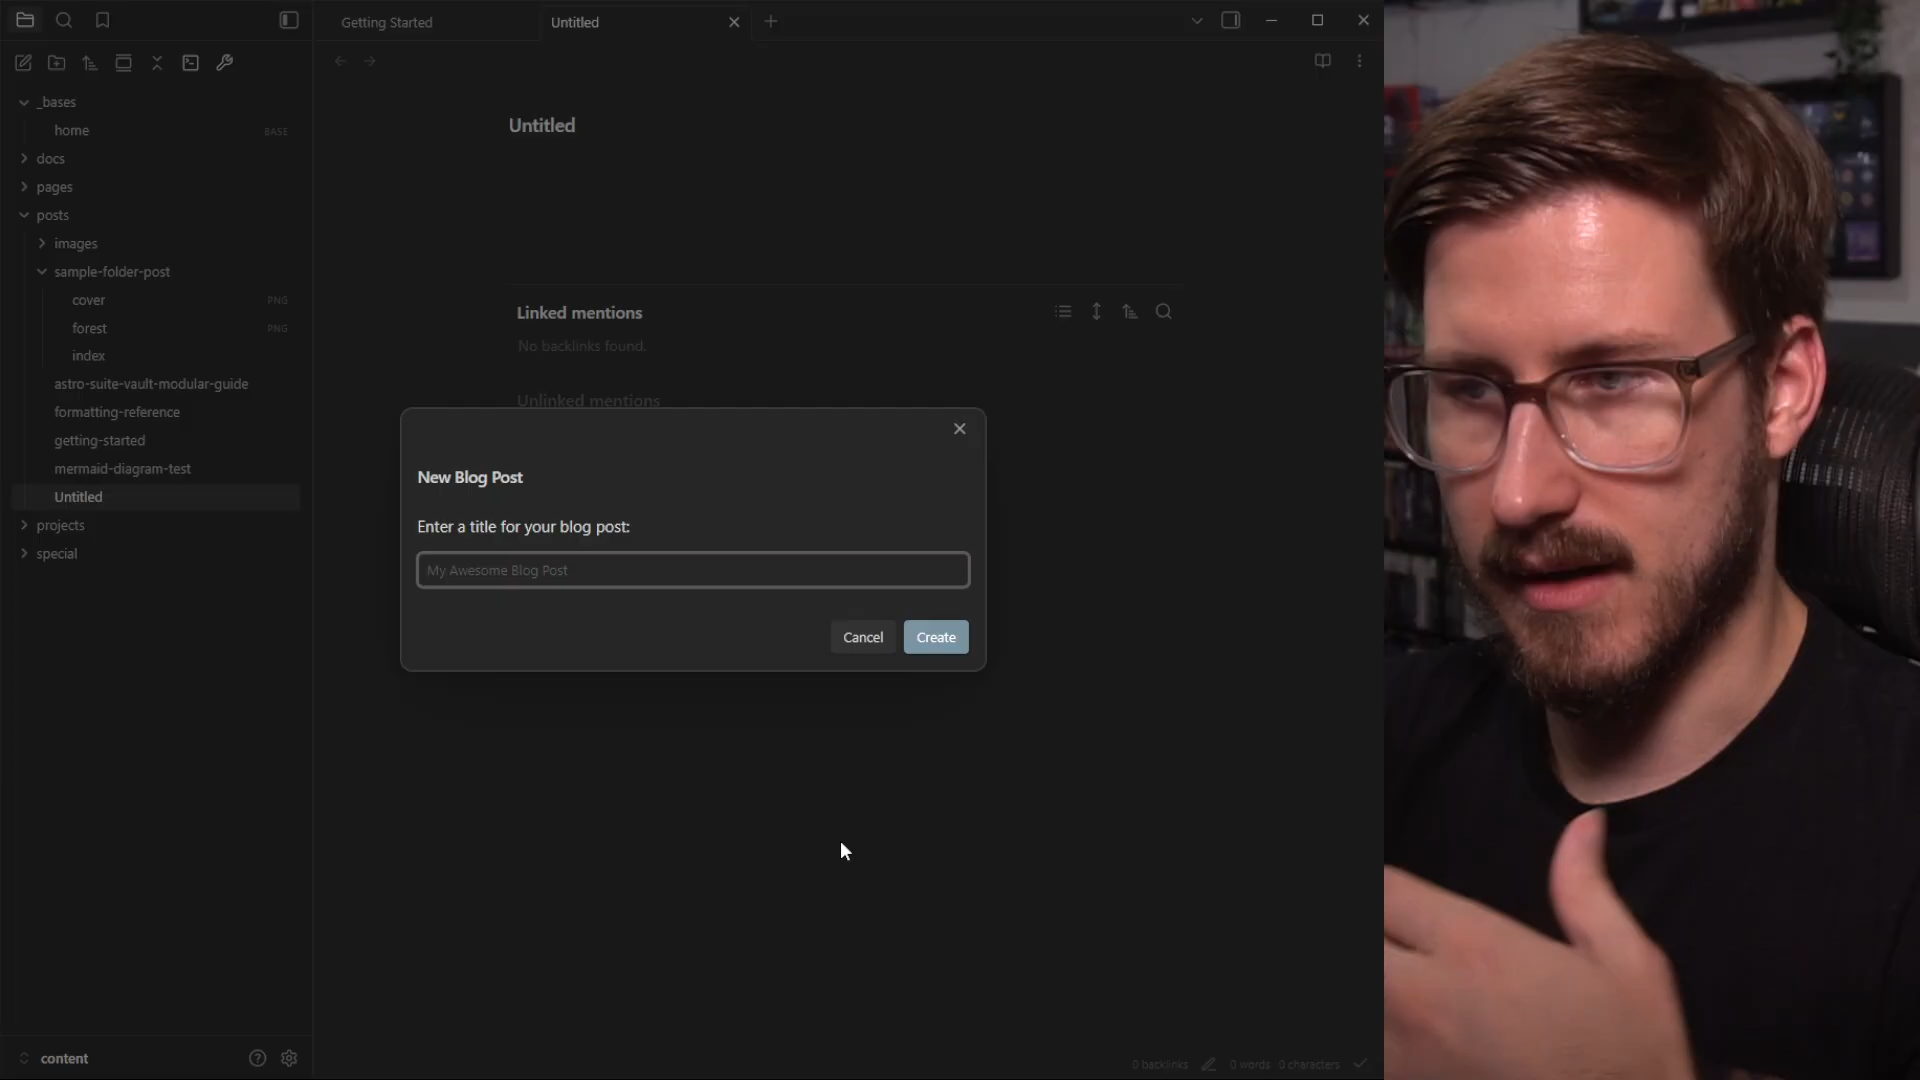 Getting Started
Untitled
_bases
home BASE
docs
pages
posts
images
sample-folder-post
cover PNG
forest PNG
index
astro-suite-vault-modular-guide
formatting-reference
getting-started
mermaid-diagram-test
Untitled
projects
special
content
Untitled
Linked mentions
No backlinks found.
Unlinked mentions
New Blog Post
Enter a title for your blog post:
My Awesome Blog Post
Cancel
Create
0 backlinks
0 words
0 characters